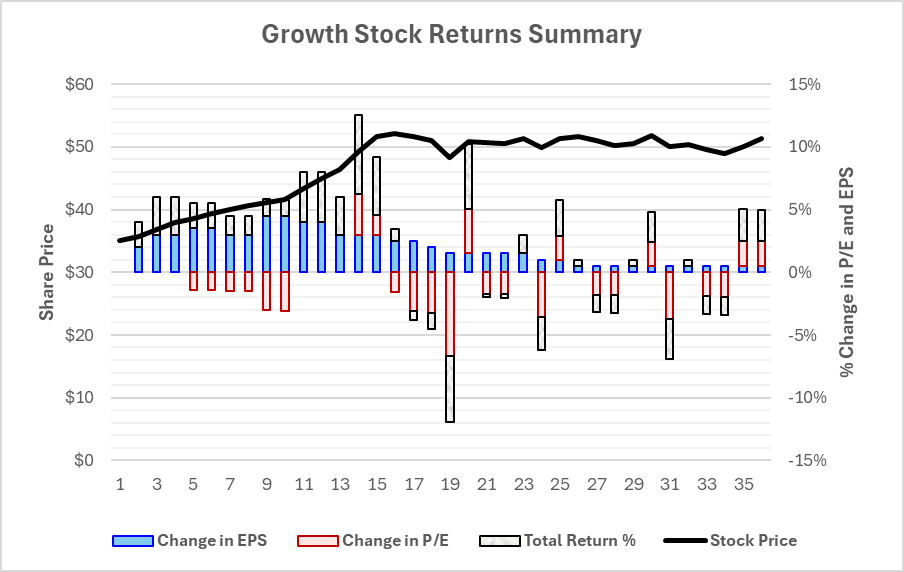 Growth Stock Returns Summary
$60
$50
$40
$30
$20
$10
$0
Share Price
15%
10%
5%
0%
-5%
-10%
-15%
% Change in P/E and EPS
1 3 5 7 9 11 13 15 17 19 21 23 25 27 29 31 33 35
Change in EPS Change in P/E Total Return % Stock Price